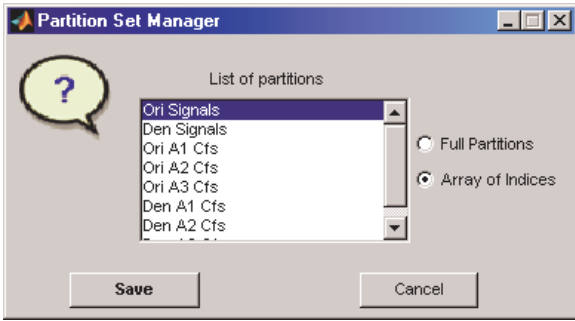 Partition Set Manager
?
List of partitions
Ori Signals
Den Signals
Ori A1 Cfs
Ori A2 Cfs
Ori A3 Cfs
Den A1 Cfs
Den A2 Cfs
Full Partitions
Array of Indices
Save
Cancel